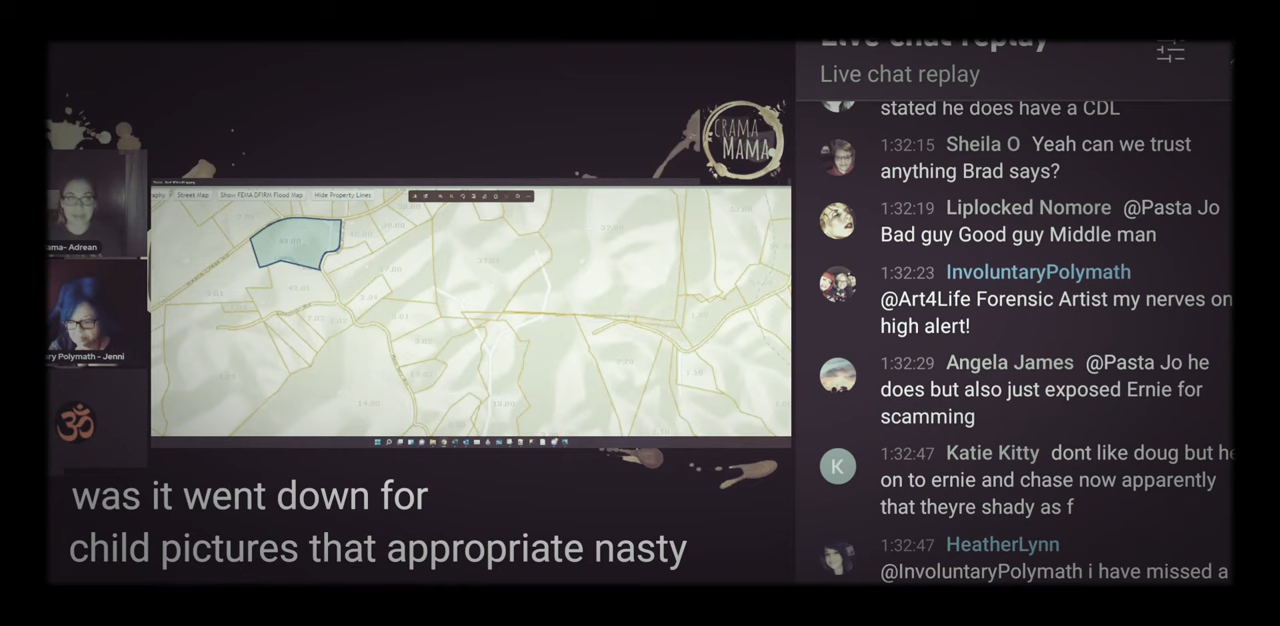 Live chat replay
Live chat replay
stated he does have a CDL
1:32:15 Sheila O Yeah can we trust
anything Brad says?
1:32:19 Liplocked Nomore @Pasta Jo
Bad guy Good guy Middle man
1:32:23 InvoluntaryPolymath
@Art4Life Forensic Artist my nerves on
high alert!
1:32:29 Angela James @Pasta Jo he
does but also just exposed Ernie for
scamming
K
1:32:47 Katie Kitty dont like doug but he
on to ernie and chase now apparently
that theyre shady as f
1:32:47 HeatherLynn
@InvoluntaryPolymath i have missed a
CRAMA
MAMA
Street Map Show FEMA DFIRM Flood Map Hide Property Lines
ama- Adrean
ry Polymath - Jenni
ॐ
was it went down for
child pictures that appropriate nasty